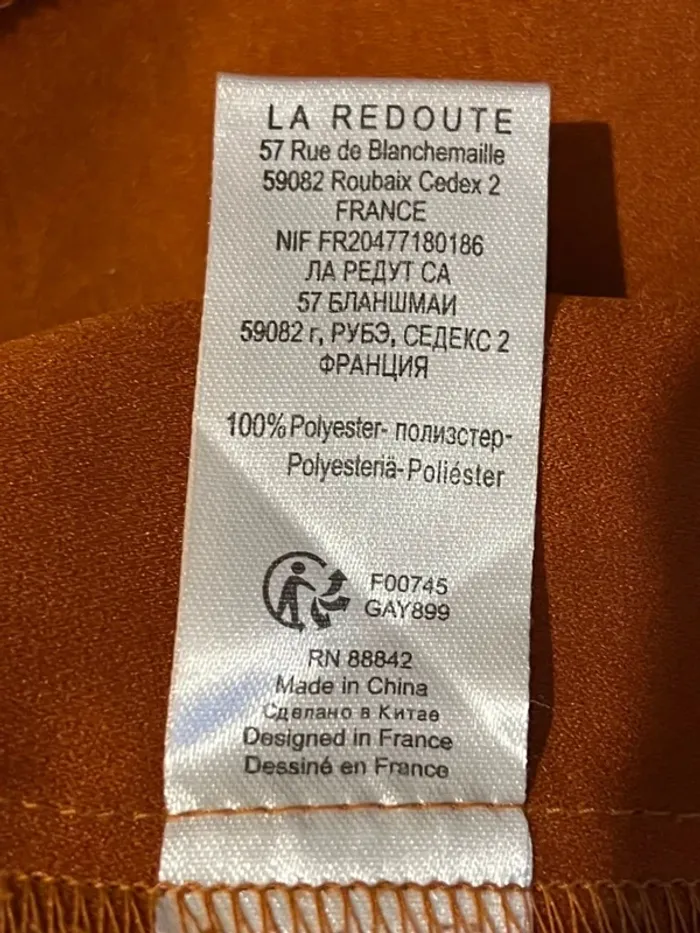 LA REDOUTE
57 Rue de Blanchemaille
59082 Roubaix Cedex 2
FRANCE
NIF FR20477180186
ЛА РЕДУТ СА
57 БЛАНШМАИ
59082 г, РУБЭ, СЕДЕКС 2
ФРАНЦИЯ
100% Polyester- полиэстер-
Polyesteriä-Poliéster
F00745
GAY899
RN 88842
Made in China
Сделано в Китае
Designed in France
Dessiné en France